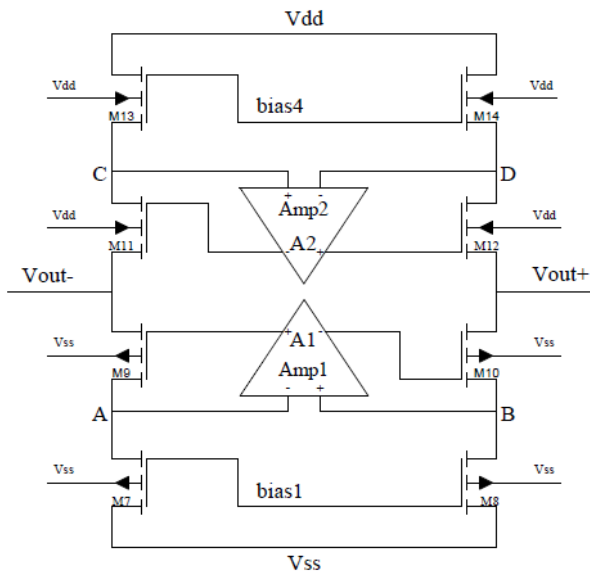 Vdd
Vdd
Vdd
bias4
M13
M14
C
D
+ -
Vdd
Amp2
Vdd
M11
- A2 +
M12
Vout-
Vout+
+ A1 -
Vss
Vss
Amp1
M9
M10
- +
A
B
Vss
Vss
M7
bias1
M8
Vss